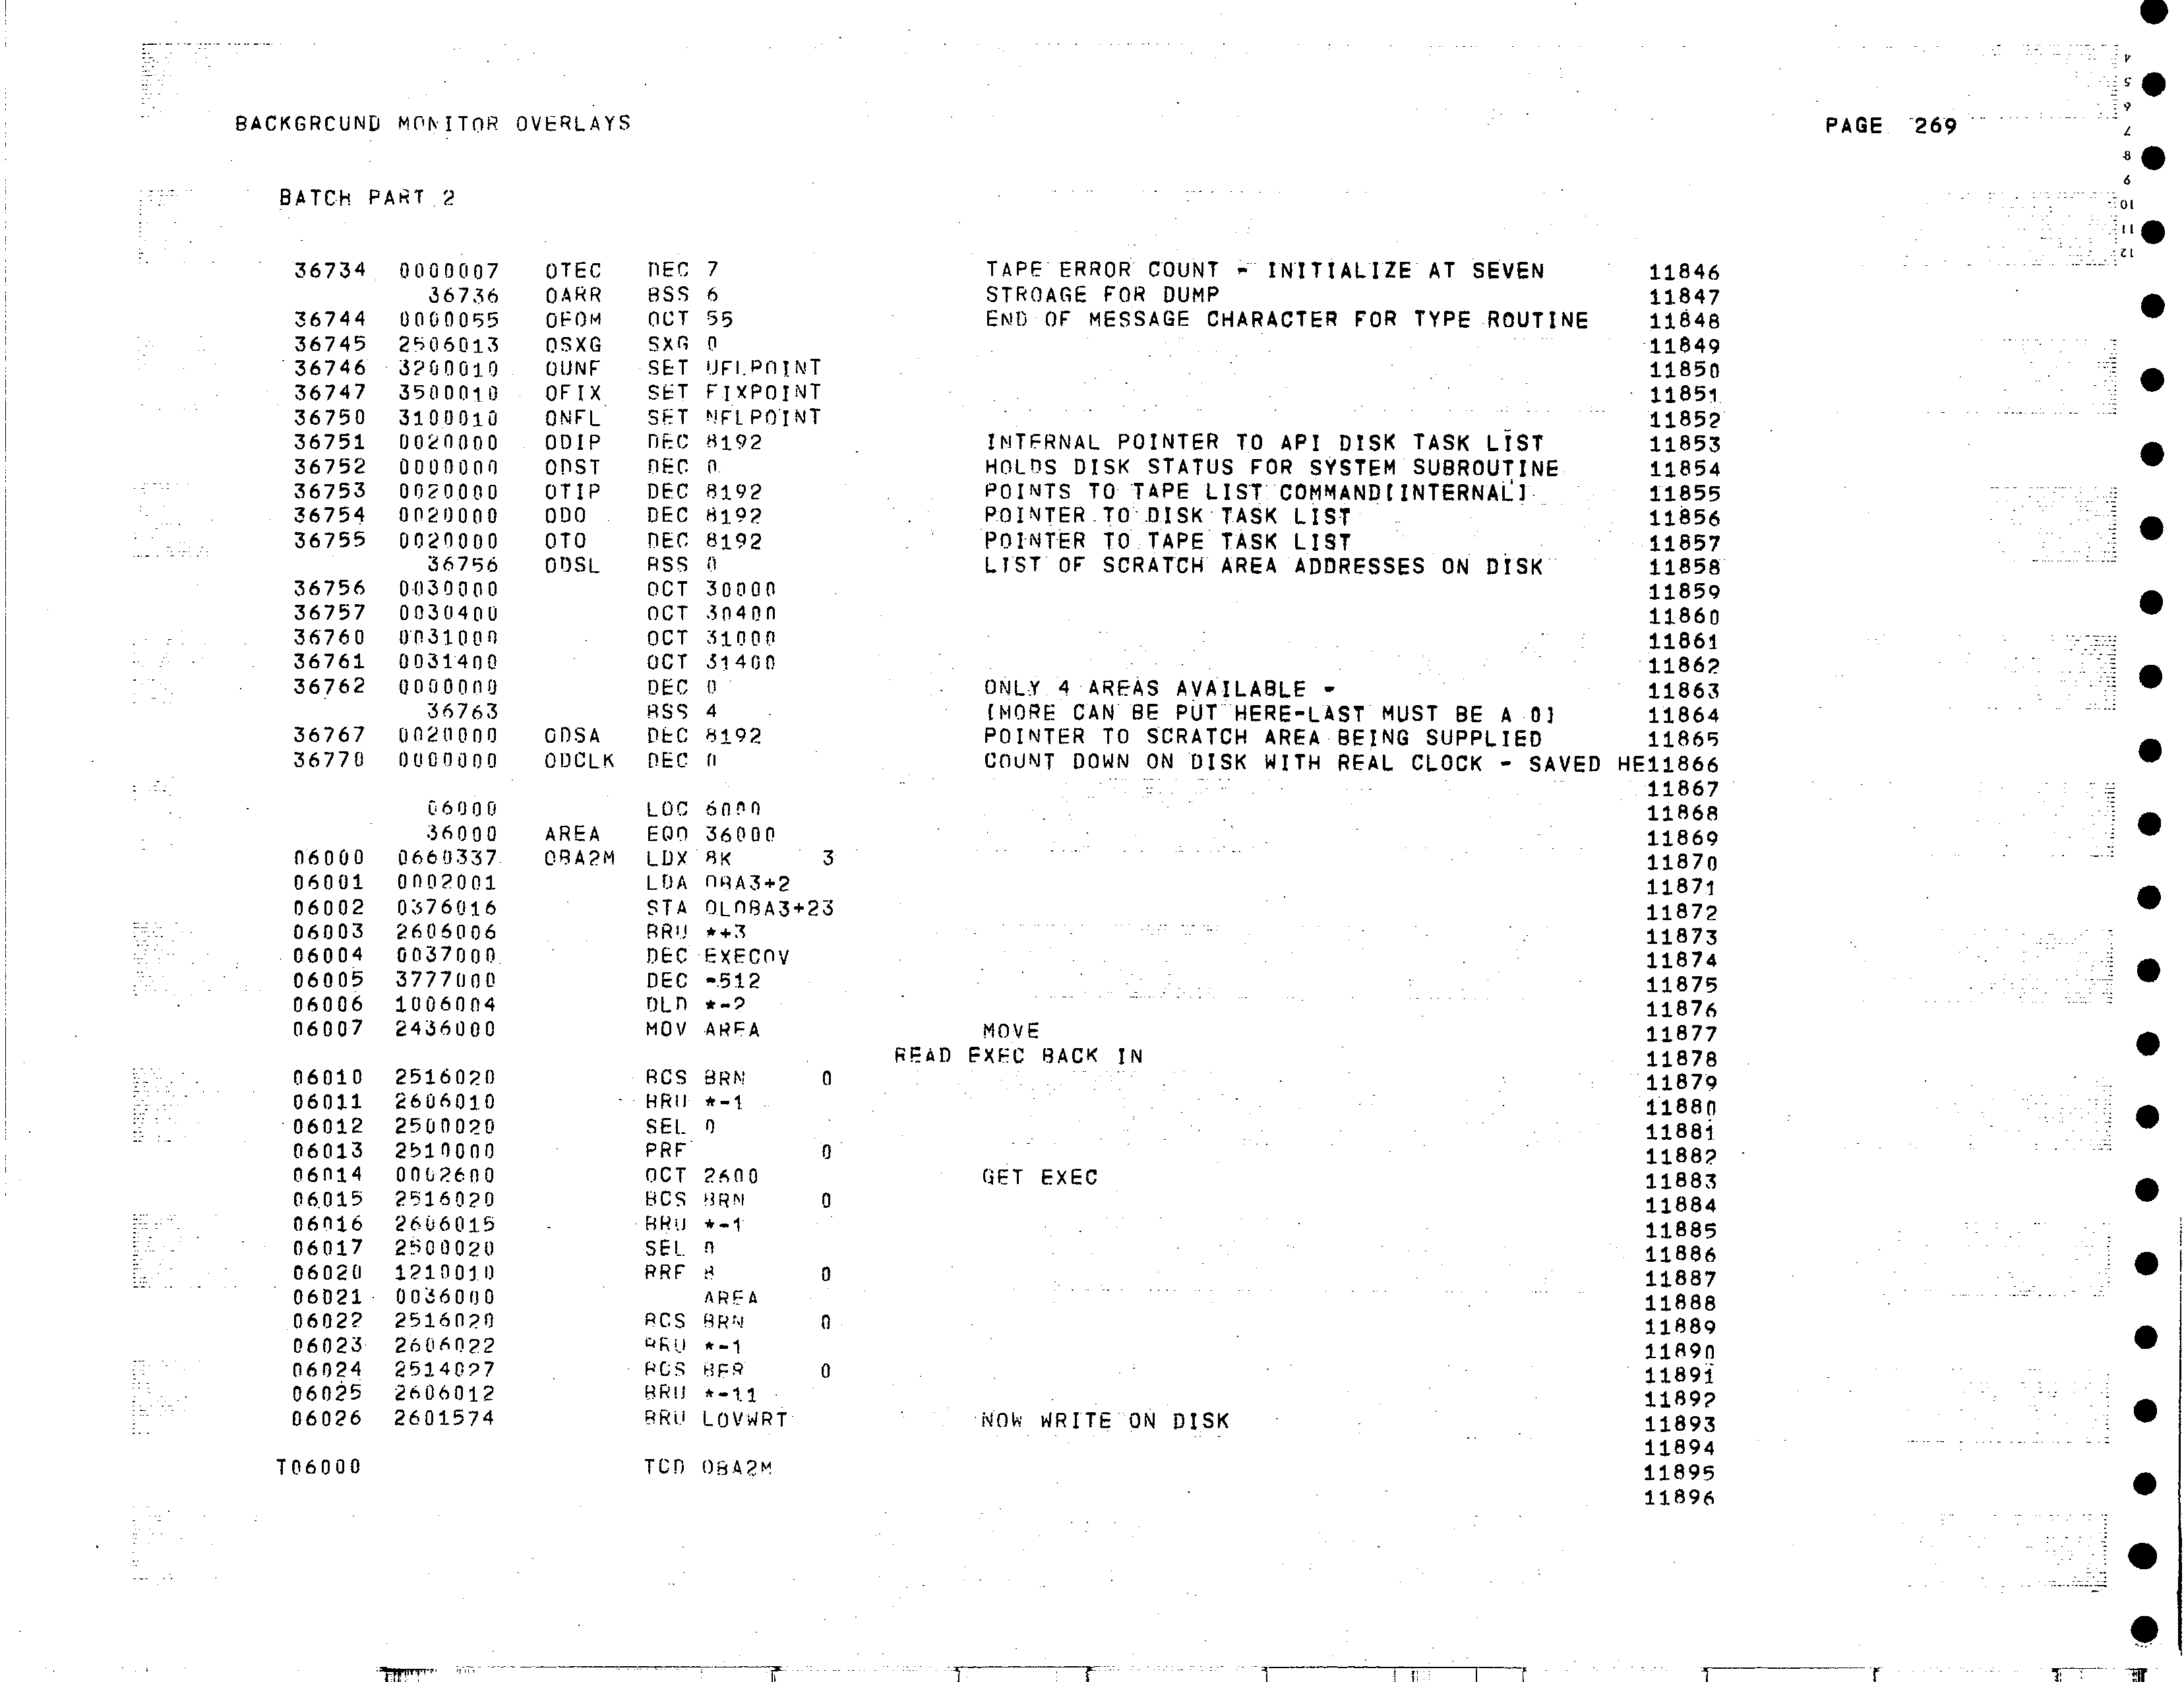 BACKGRCUND MONITOR OVERLAYS PAGE 269
BATCH PART 2
36734 0000007 OTEC DEC 7 TAPE ERROR COUNT - INITIALIZE AT SEVEN 11846
36736 OARR BSS 6 STROAGE FOR DUMP 11847
36744 0000055 OEOM OCT 55 END OF MESSAGE CHARACTER FOR TYPE ROUTINE 11848
36745 2506013 OSXG SXG 0 11849
36746 3200010 OUNF SET UFLPOINT 11850
36747 3500010 OFIX SET FIXPOINT 11851
36750 3100010 ONFL SET NFLPOINT 11852
36751 0020000 ODIP DEC 8192 INTERNAL POINTER TO API DISK TASK LIST 11853
36752 0000000 ODST DEC 0 HOLDS DISK STATUS FOR SYSTEM SUBROUTINE 11854
36753 0020000 OTIP DEC 8192 POINTS TO TAPE LIST COMMAND[INTERNAL] 11855
36754 0020000 ODO DEC 8192 POINTER TO DISK TASK LIST 11856
36755 0020000 OTO DEC 8192 POINTER TO TAPE TASK LIST 11857
36756 ODSL BSS 0 LIST OF SCRATCH AREA ADDRESSES ON DISK 11858
36756 0030000 OCT 30000 11859
36757 0030400 OCT 30400 11860
36760 0031000 OCT 31000 11861
36761 0031400 OCT 31400 11862
36762 0000000 DEC 0 ONLY 4 AREAS AVAILABLE - 11863
36763 BSS 4 [MORE CAN BE PUT HERE-LAST MUST BE A 0] 11864
36767 0020000 ODSA DEC 8192 POINTER TO SCRATCH AREA BEING SUPPLIED 11865
36770 0000000 ODCLK DEC 0 COUNT DOWN ON DISK WITH REAL CLOCK - SAVED HE11866
11867
06000 LOC 6000 11868
36000 AREA EQO 36000 11869
06000 0660337 OBA2M LDX 8K 3 11870
06001 0002001 LDA OBA3+2 11871
06002 0376016 STA OLOBA3+23 11872
06003 2606006 BRU *+3 11873
06004 0037000 DEC EXECOV 11874
06005 3777000 DEC -512 11875
06006 1006004 DLD *-2 11876
06007 2436000 MOV AREA MOVE 11877
READ EXEC BACK IN 11878
06010 2516020 BCS BRN 0 11879
06011 2606010 BRU *-1 11880
06012 2500020 SEL 0 11881
06013 2510000 PRF 0 11882
06014 0002600 OCT 2600 GET EXEC 11883
06015 2516020 BCS BRN 0 11884
06016 2606015 BRU *-1 11885
06017 2500020 SEL 0 11886
06020 1210010 RRF 8 0 11887
06021 0036000 AREA 11888
06022 2516020 BCS BRN 0 11889
06023 2606022 BRU *-1 11890
06024 2514027 BCS BER 0 11891
06025 2606012 BRU *-11 11892
06026 2601574 BRU LOVWRT NOW WRITE ON DISK 11893
11894
T06000 TCD OBA2M 11895
11896